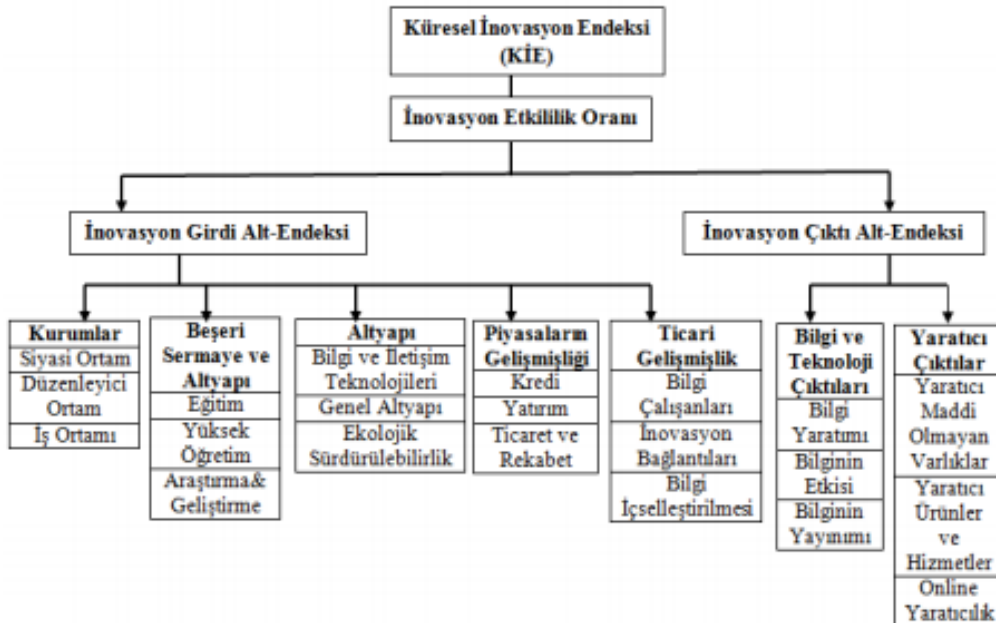 Küresel İnovasyon Endeksi
(KİE)
İnovasyon Etkililik Oranı
İnovasyon Girdi Alt-Endeksi
İnovasyon Çıktı Alt-Endeksi
Kurumlar
Siyasi Ortam
Düzenleyici
Ortam
İş Ortamı
Beşeri
Sermaye ve
Altyapı
Eğitim
Yüksek
Öğretim
Araştırma&
Geliştirme
Altyapı
Bilgi ve İletişim
Teknolojileri
Genel Altyapı
Ekolojik
Sürdürülebilirlik
Piyasaların
Gelişmişliği
Kredi
Yatırım
Ticaret ve
Rekabet
Ticari
Gelişmişlik
Bilgi
Çalışanları
İnovasyon
Bağlantıları
Bilgi
İçselleştirilmesi
Bilgi ve
Teknoloji
Çıktıları
Bilgi
Yaratımı
Bilginin
Etkisi
Bilginin
Yayınımı
Yaratıcı
Çıktılar
Yaratıcı
Maddi
Olmayan
Varlıklar
Yaratıcı
Ürünler
ve
Hizmetler
Online
Yaratıcılık